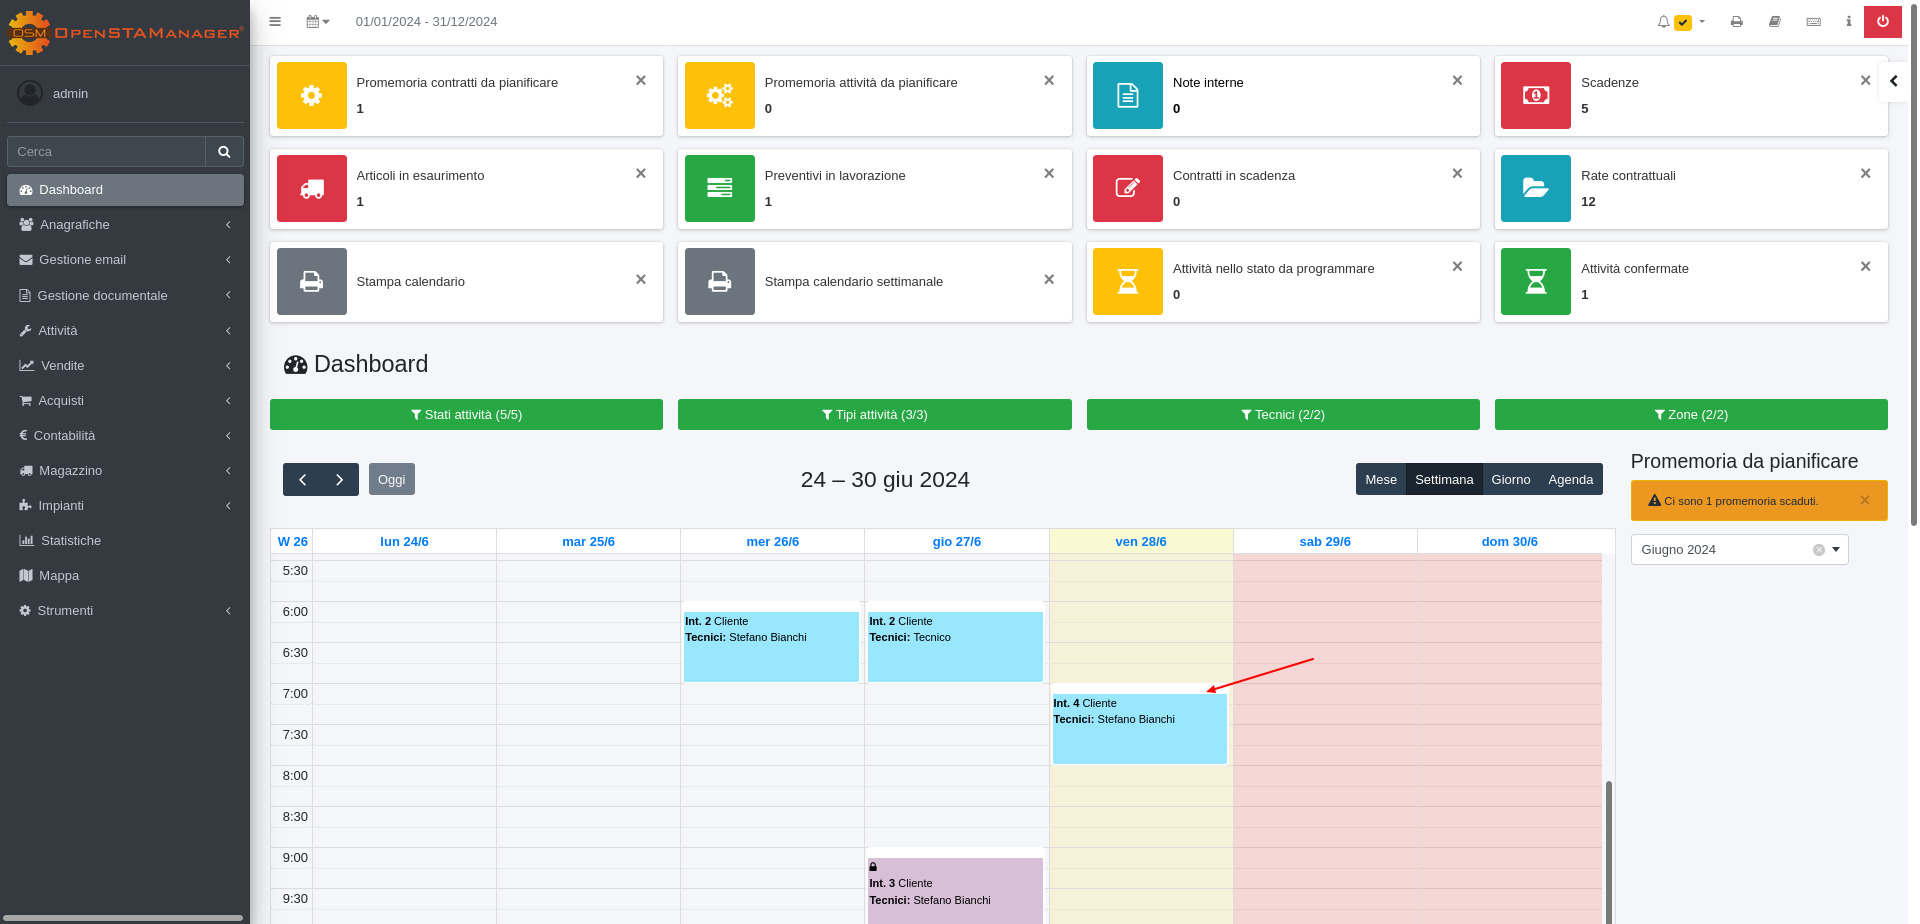 OSM OpenSTAManager®
01/01/2024 - 31/12/2024
admin
Cerca
Dashboard
Anagrafiche
Gestione email
Gestione documentale
Attività
Vendite
Acquisti
Contabilità
Magazzino
Impianti
Statistiche
Mappa
Strumenti
Promemoria contratti da pianificare
1
Promemoria attività da pianificare
0
Note interne
0
Scadenze
5
Articoli in esaurimento
1
Preventivi in lavorazione
1
Contratti in scadenza
0
Rate contrattuali
12
Stampa calendario
Stampa calendario settimanale
Attività nello stato da programmare
0
Attività confermate
1
Dashboard
Stati attività (5/5)
Tipi attività (3/3)
Tecnici (2/2)
Zone (2/2)
Oggi
24 – 30 giu 2024
Mese Settimana Giorno Agenda
Promemoria da pianificare
Ci sono 1 promemoria scaduti.
Giugno 2024
W 26 lun 24/6 mar 25/6 mer 26/6 gio 27/6 ven 28/6 sab 29/6 dom 30/6
5:30
6:00
6:30
7:00
7:30
8:00
8:30
9:00
9:30
Int. 2 Cliente
Tecnici: Stefano Bianchi
Int. 2 Cliente
Tecnici: Tecnico
Int. 4 Cliente
Tecnici: Stefano Bianchi
Int. 3 Cliente
Tecnici: Stefano Bianchi